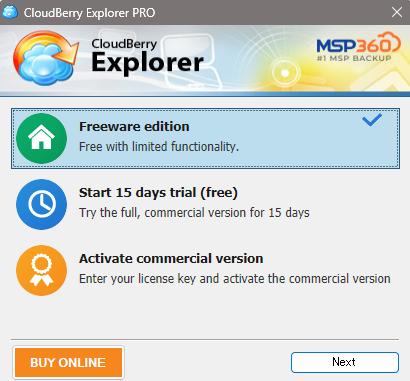 CloudBerry Explorer PRO
CloudBerry
Explorer
MSP360
#1 MSP BACKUP
Freeware edition
Free with limited functionality.
Start 15 days trial (free)
Try the full, commercial version for 15 days
Activate commercial version
Enter your license key and activate the commercial version
BUY ONLINE
Next